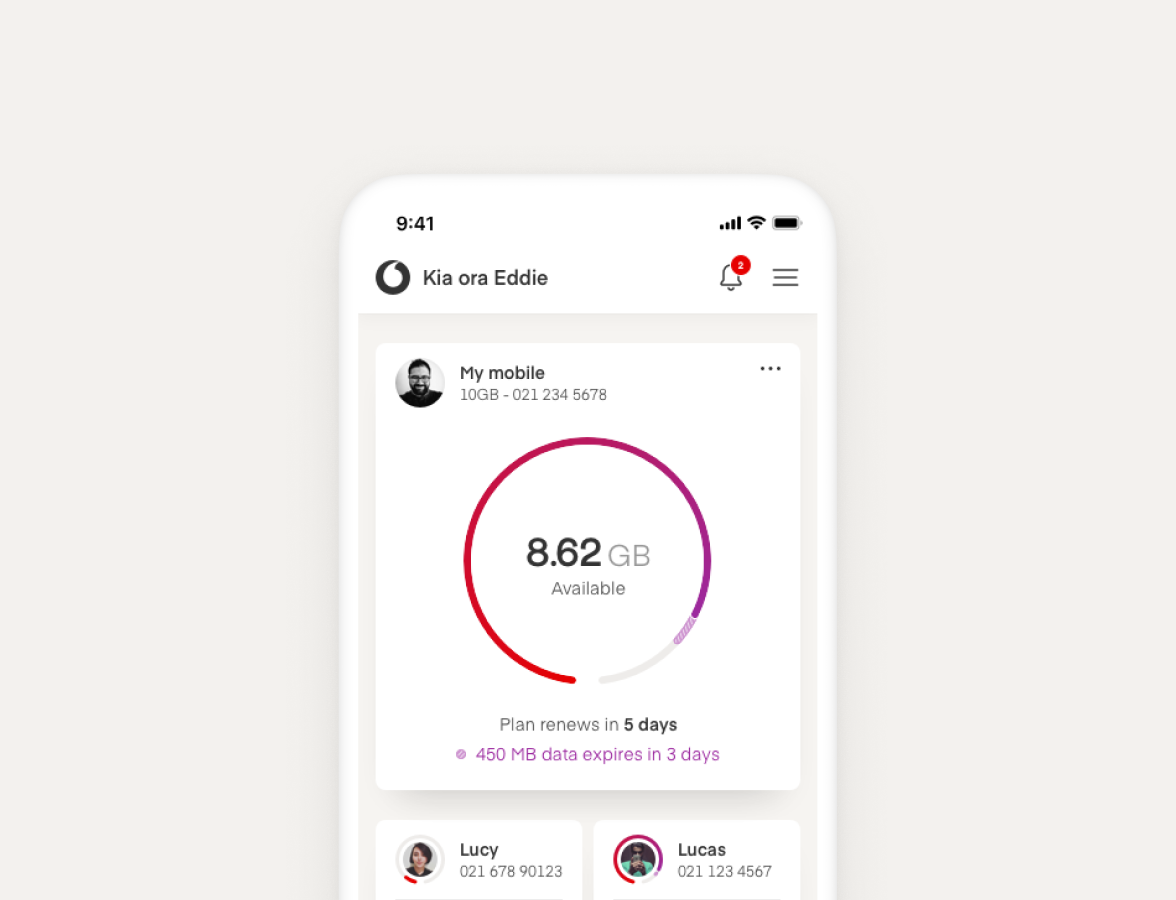 9:41
Kia ora Eddie
2
My mobile
10GB - 021 234 5678
8.62 GB
Available
Plan renews in 5 days
450 MB data expires in 3 days
Lucy
021 678 90123
Lucas
021 123 4567